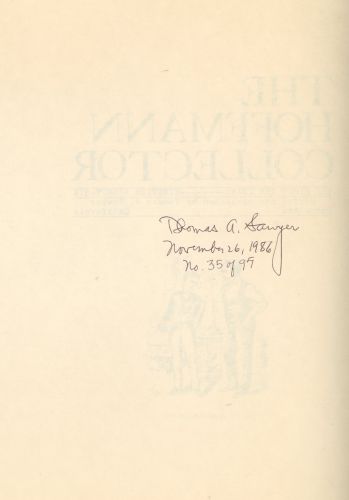 THE
HOFFMANN
COLLECTOR
Thomas A. Sawyer
November 26, 1986
No. 35 of 97